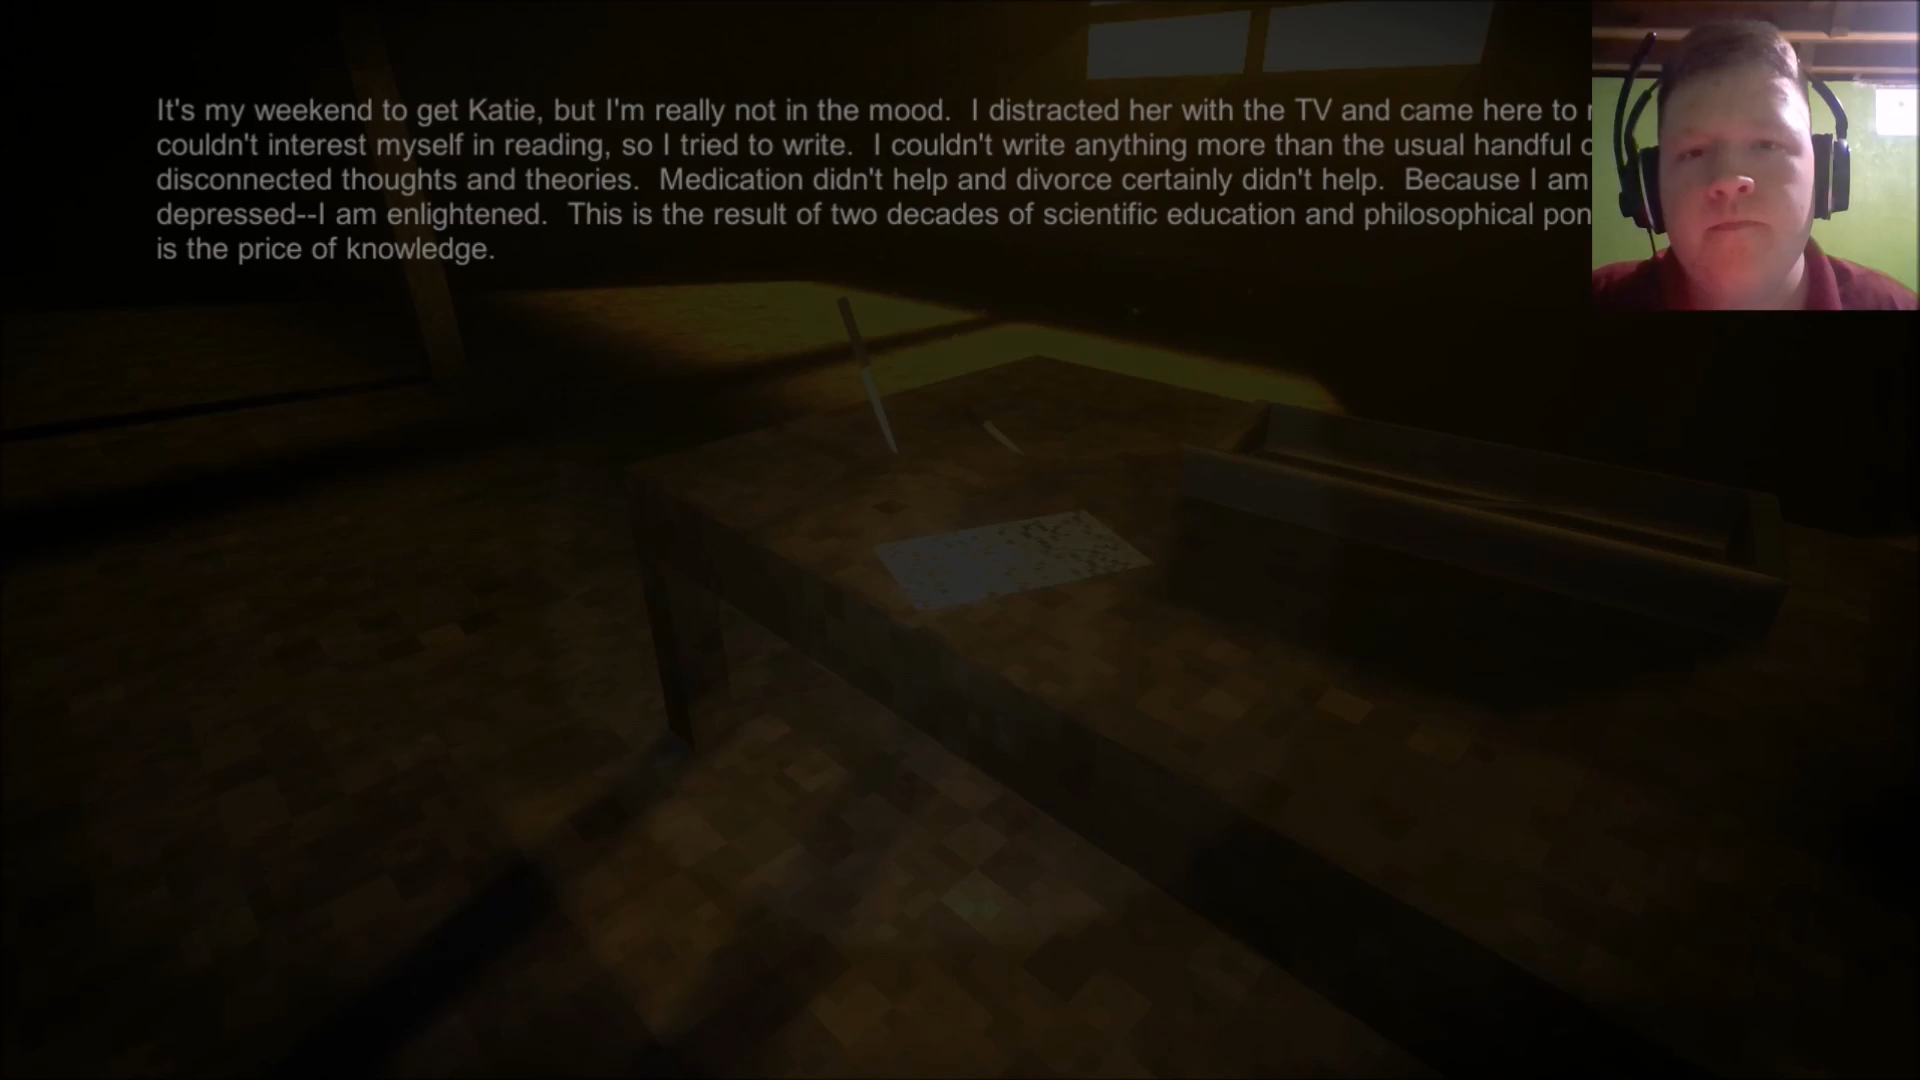 It's my weekend to get Katie, but I'm really not in the mood.  I distracted her with the TV and came here to
couldn't interest myself in reading, so I tried to write.  I couldn't write anything more than the usual handful
disconnected thoughts and theories.  Medication didn't help and divorce certainly didn't help.  Because I am
depressed--I am enlightened.  This is the result of two decades of scientific education and philosophical
is the price of knowledge.